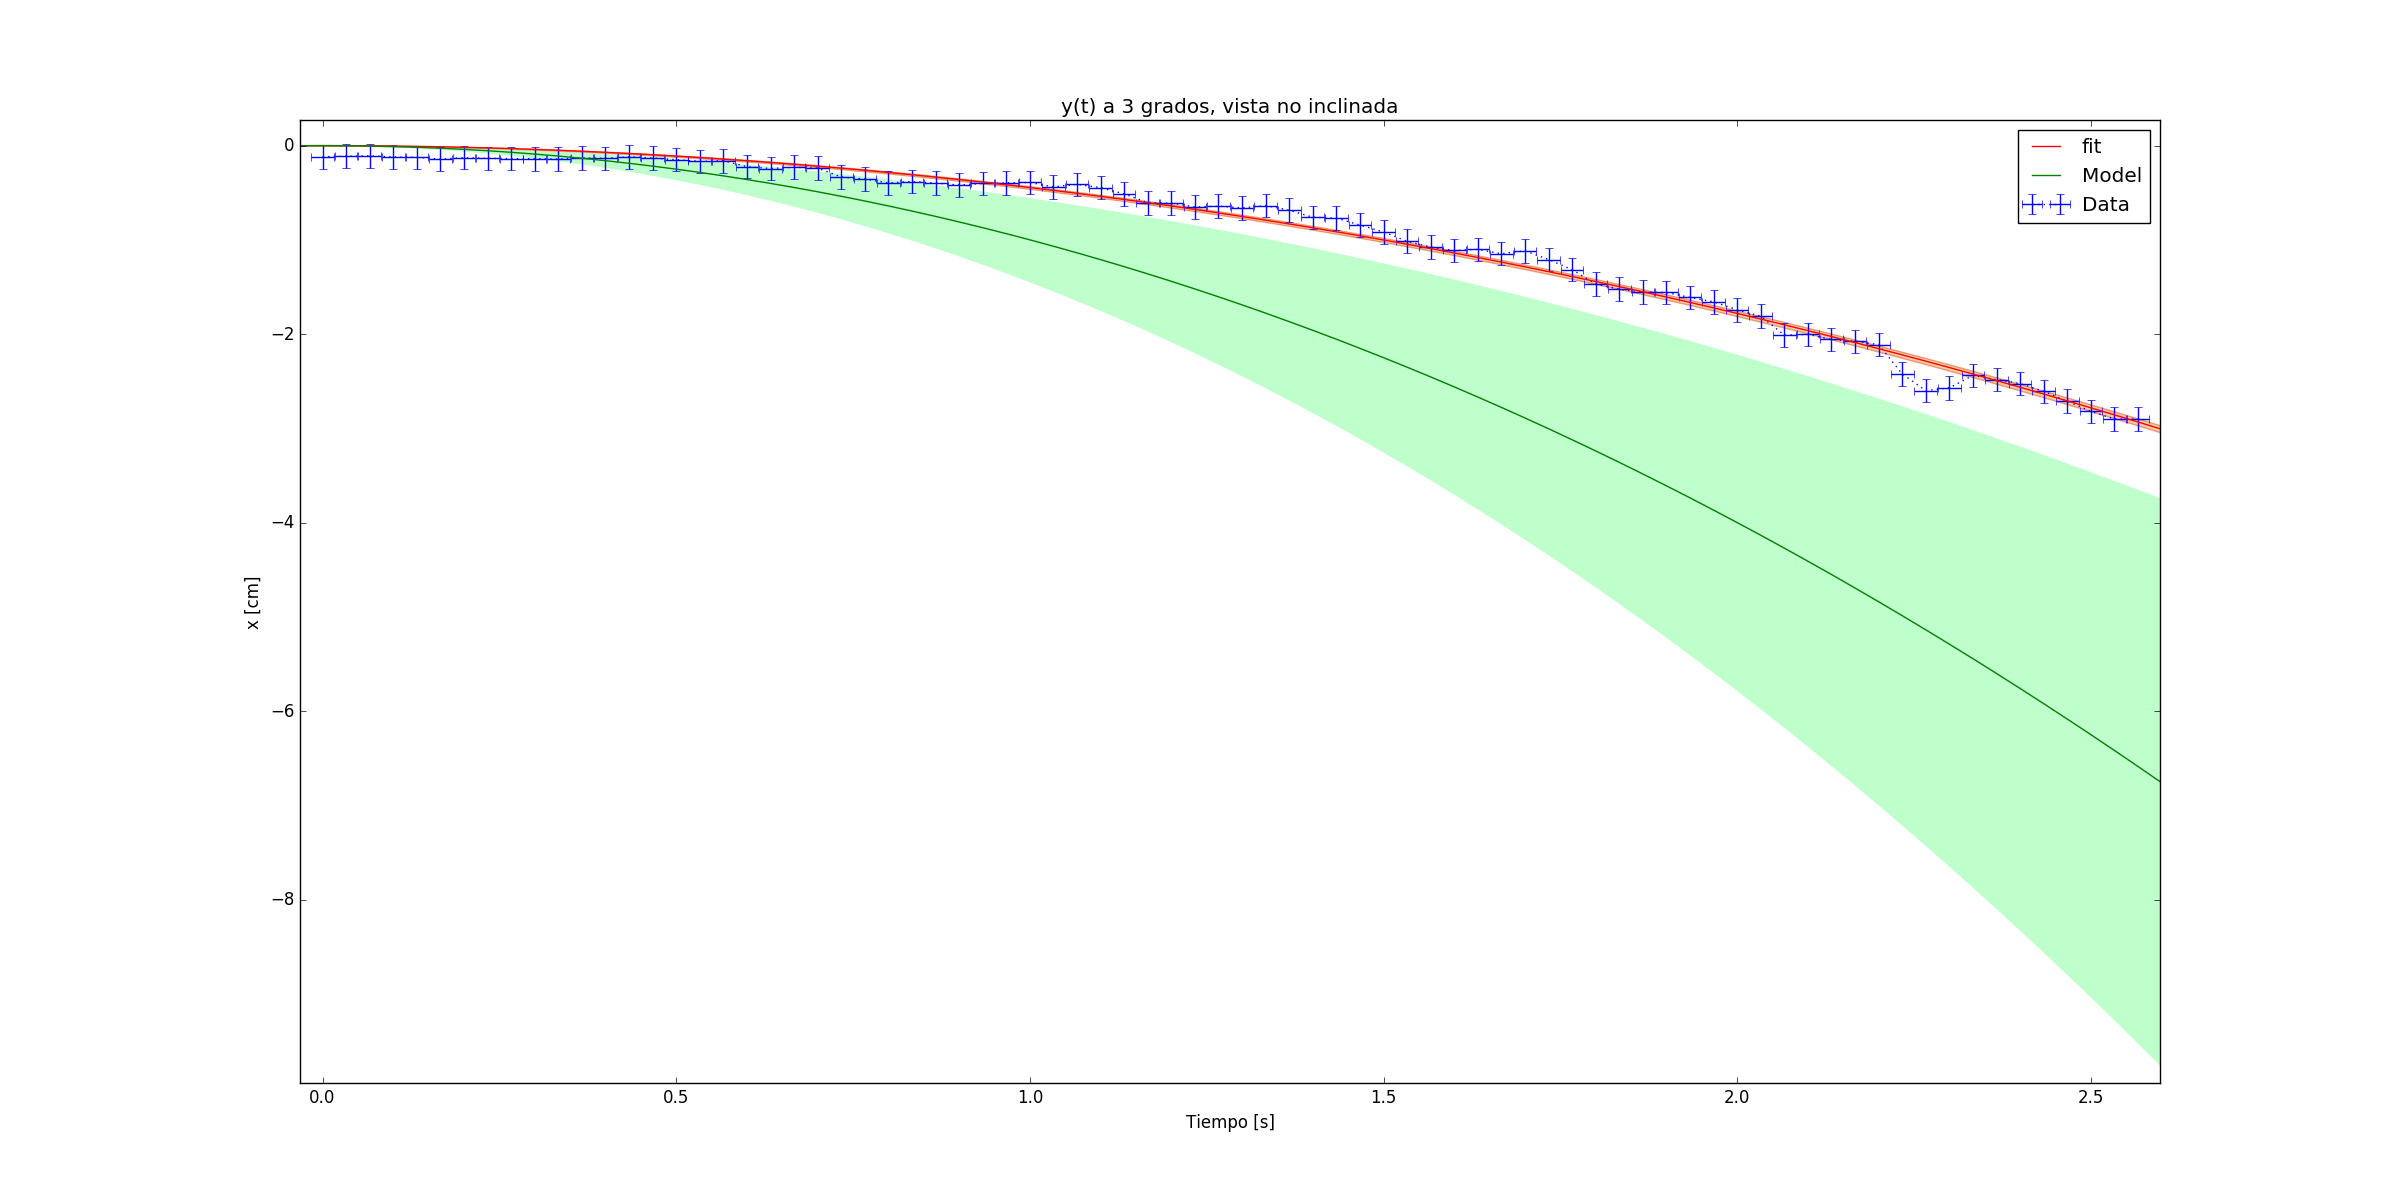 y(t) a 3 grados, vista no inclinada
fit
Model
Data
0
−2
−4
−6
−8
x [cm]
0.0 0.5 1.0 1.5 2.0 2.5
Tiempo [s]